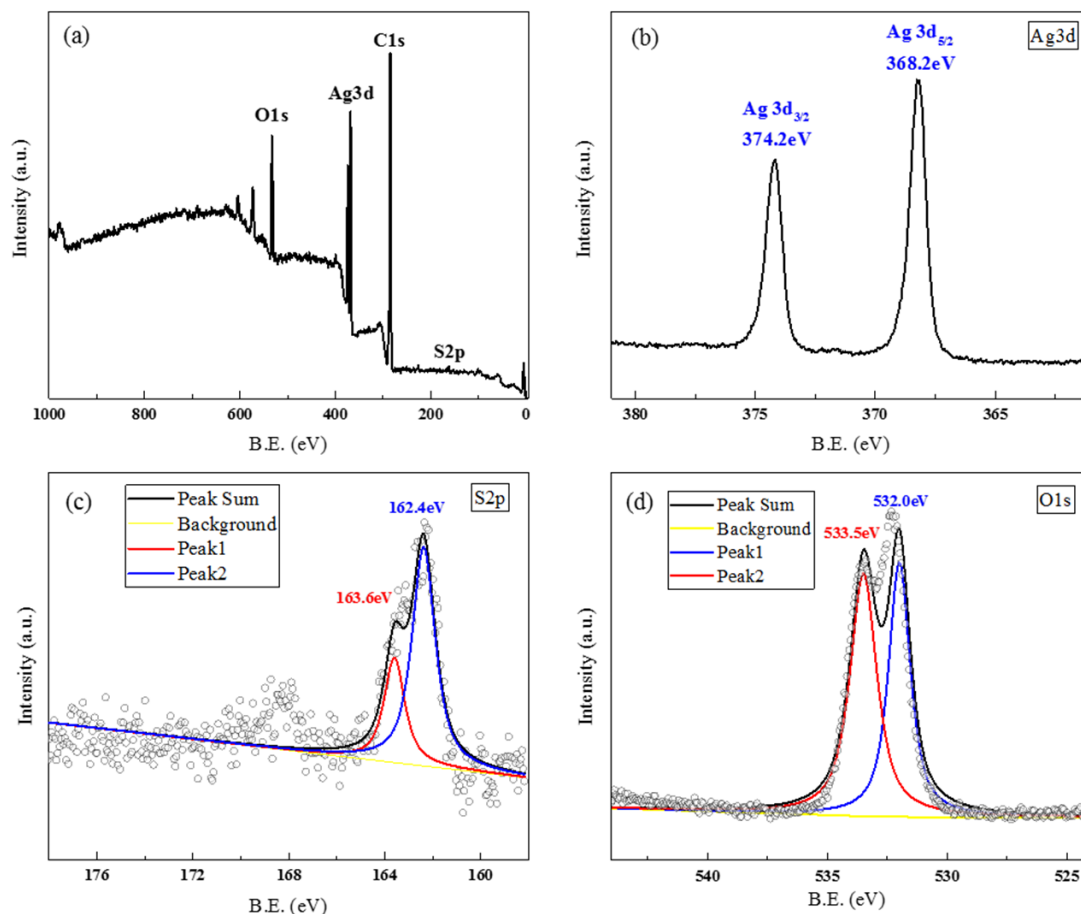 (a)
C1s
Ag3d
O1s
S2p
Intensity (a.u.)
1000 800 600 400 200 0
B.E. (eV)
(b)
Ag 3d5/2
368.2eV
Ag3d
Ag 3d3/2
374.2eV
Intensity (a.u.)
380 375 370 365
B.E. (eV)
(c)
Peak Sum
Background
Peak1
Peak2
162.4eV
S2p
163.6eV
Intensity (a.u.)
176 172 168 164 160
B.E. (eV)
(d)
Peak Sum
Background
Peak1
Peak2
532.0eV
O1s
533.5eV
Intensity (a.u.)
540 535 530 525
B.E. (eV)